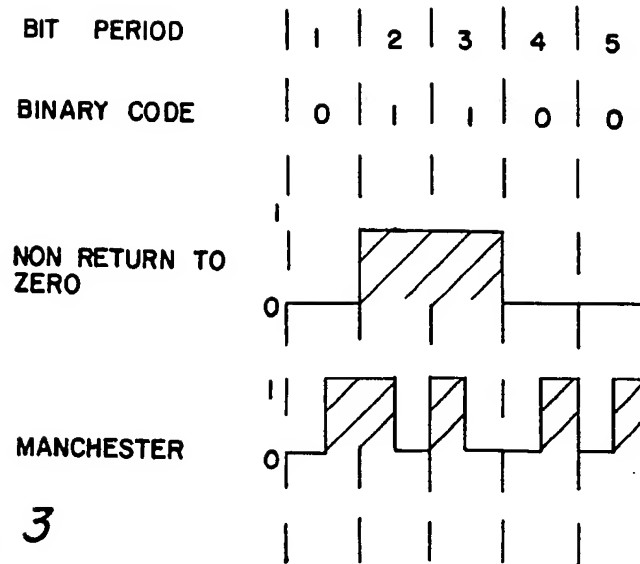 BIT PERIOD 1 2 3 4 5
BINARY CODE 0 1 1 0 0
1
NON RETURN TO
ZERO
0
1
MANCHESTER
0
3